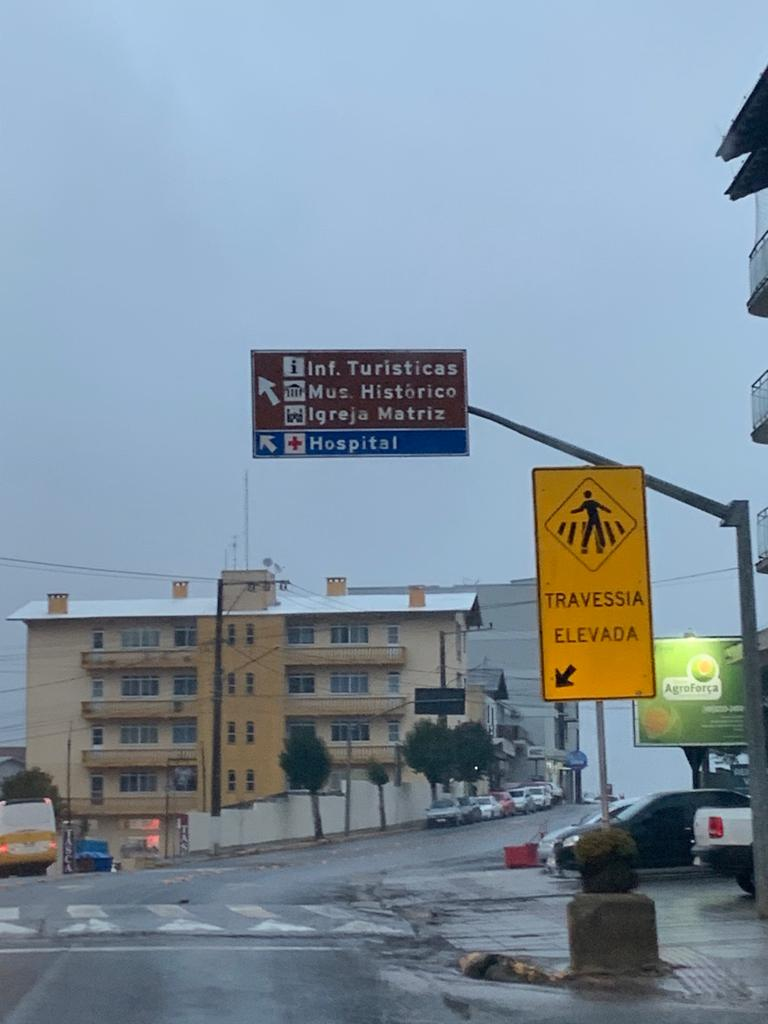 Inf. Turísticas
Mus. Histórico
Igreja Matriz
Hospital
TRAVESSIA
ELEVADA
AgroForça